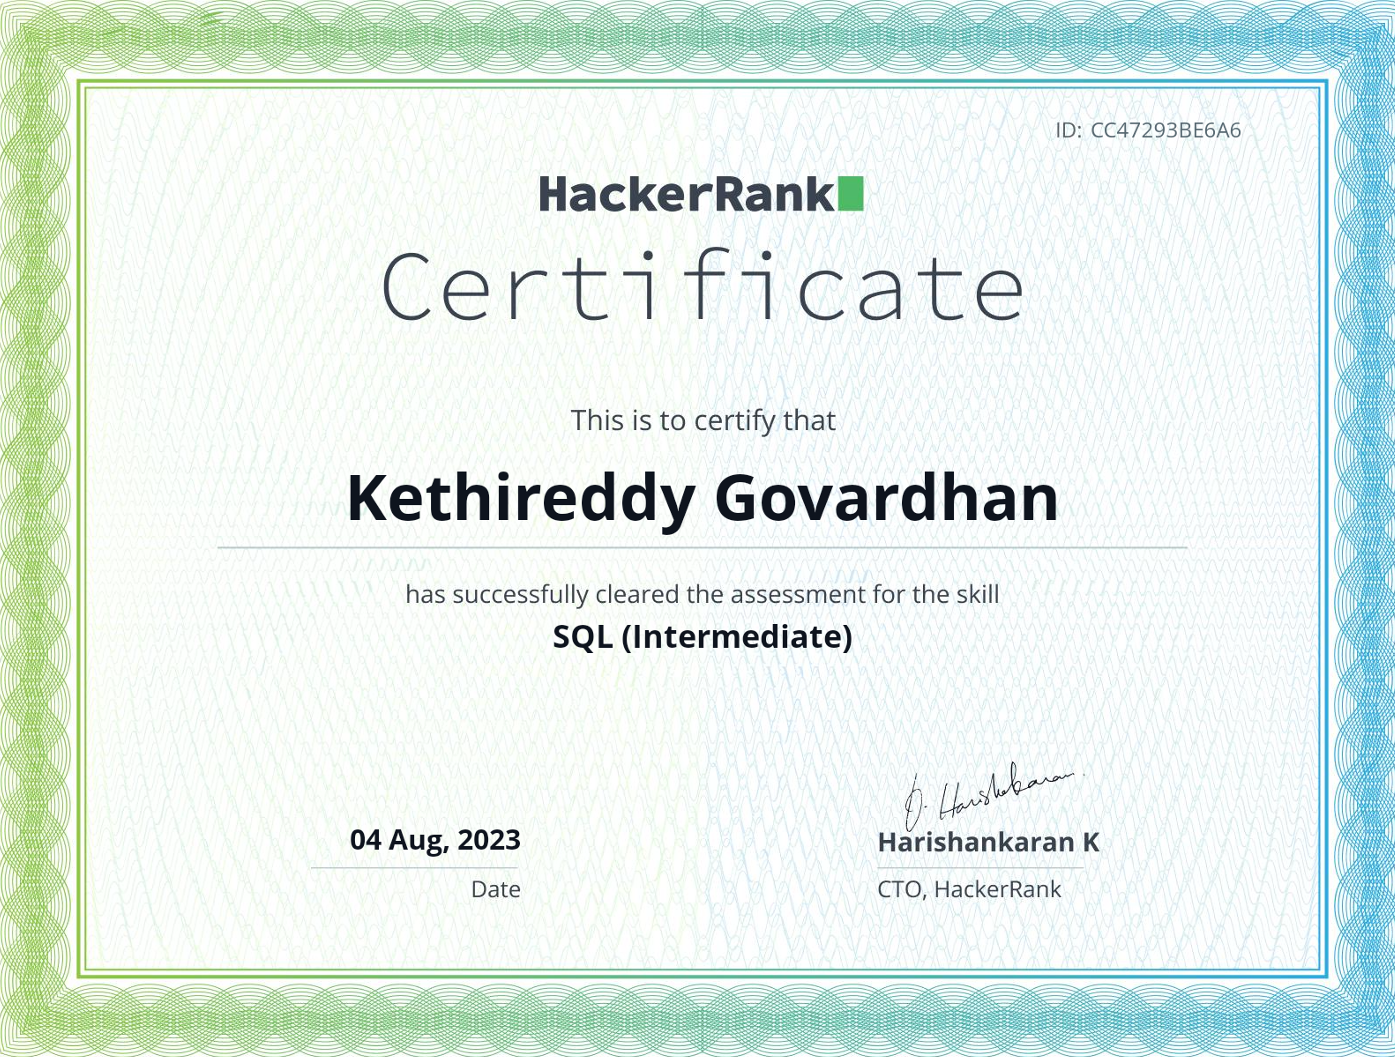 ID: CC47293BE6A6
HackerRank
Certificate
This is to certify that
Kethireddy Govardhan
has successfully cleared the assessment for the skill
SQL (Intermediate)
04 Aug, 2023
Date
D. Harishankaran
Harishankaran K
CTO, HackerRank